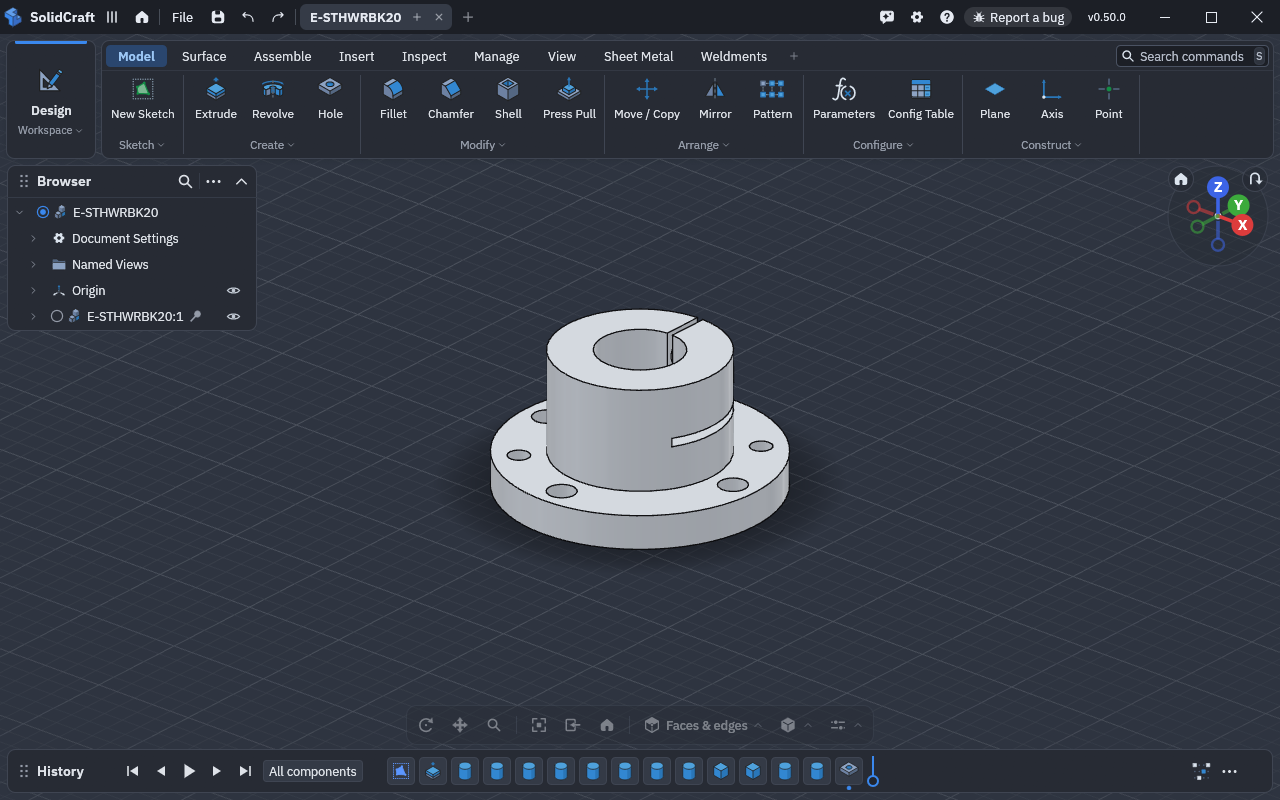 SolidCraft
File
E-STHWRBK20
Report a bug
v0.50.0
Design
Workspace
Model
Surface
Assemble
Insert
Inspect
Manage
View
Sheet Metal
Weldments
Search commands
S
New Sketch
Extrude
Revolve
Hole
Fillet
Chamfer
Shell
Press Pull
Move / Copy
Mirror
Pattern
Parameters
Config Table
Plane
Axis
Point
Sketch
Create
Modify
Arrange
Configure
Construct
Browser
E-STHWRBK20
Document Settings
Named Views
Origin
E-STHWRBK20:1
Z
Y
X
Faces & edges
History
All components